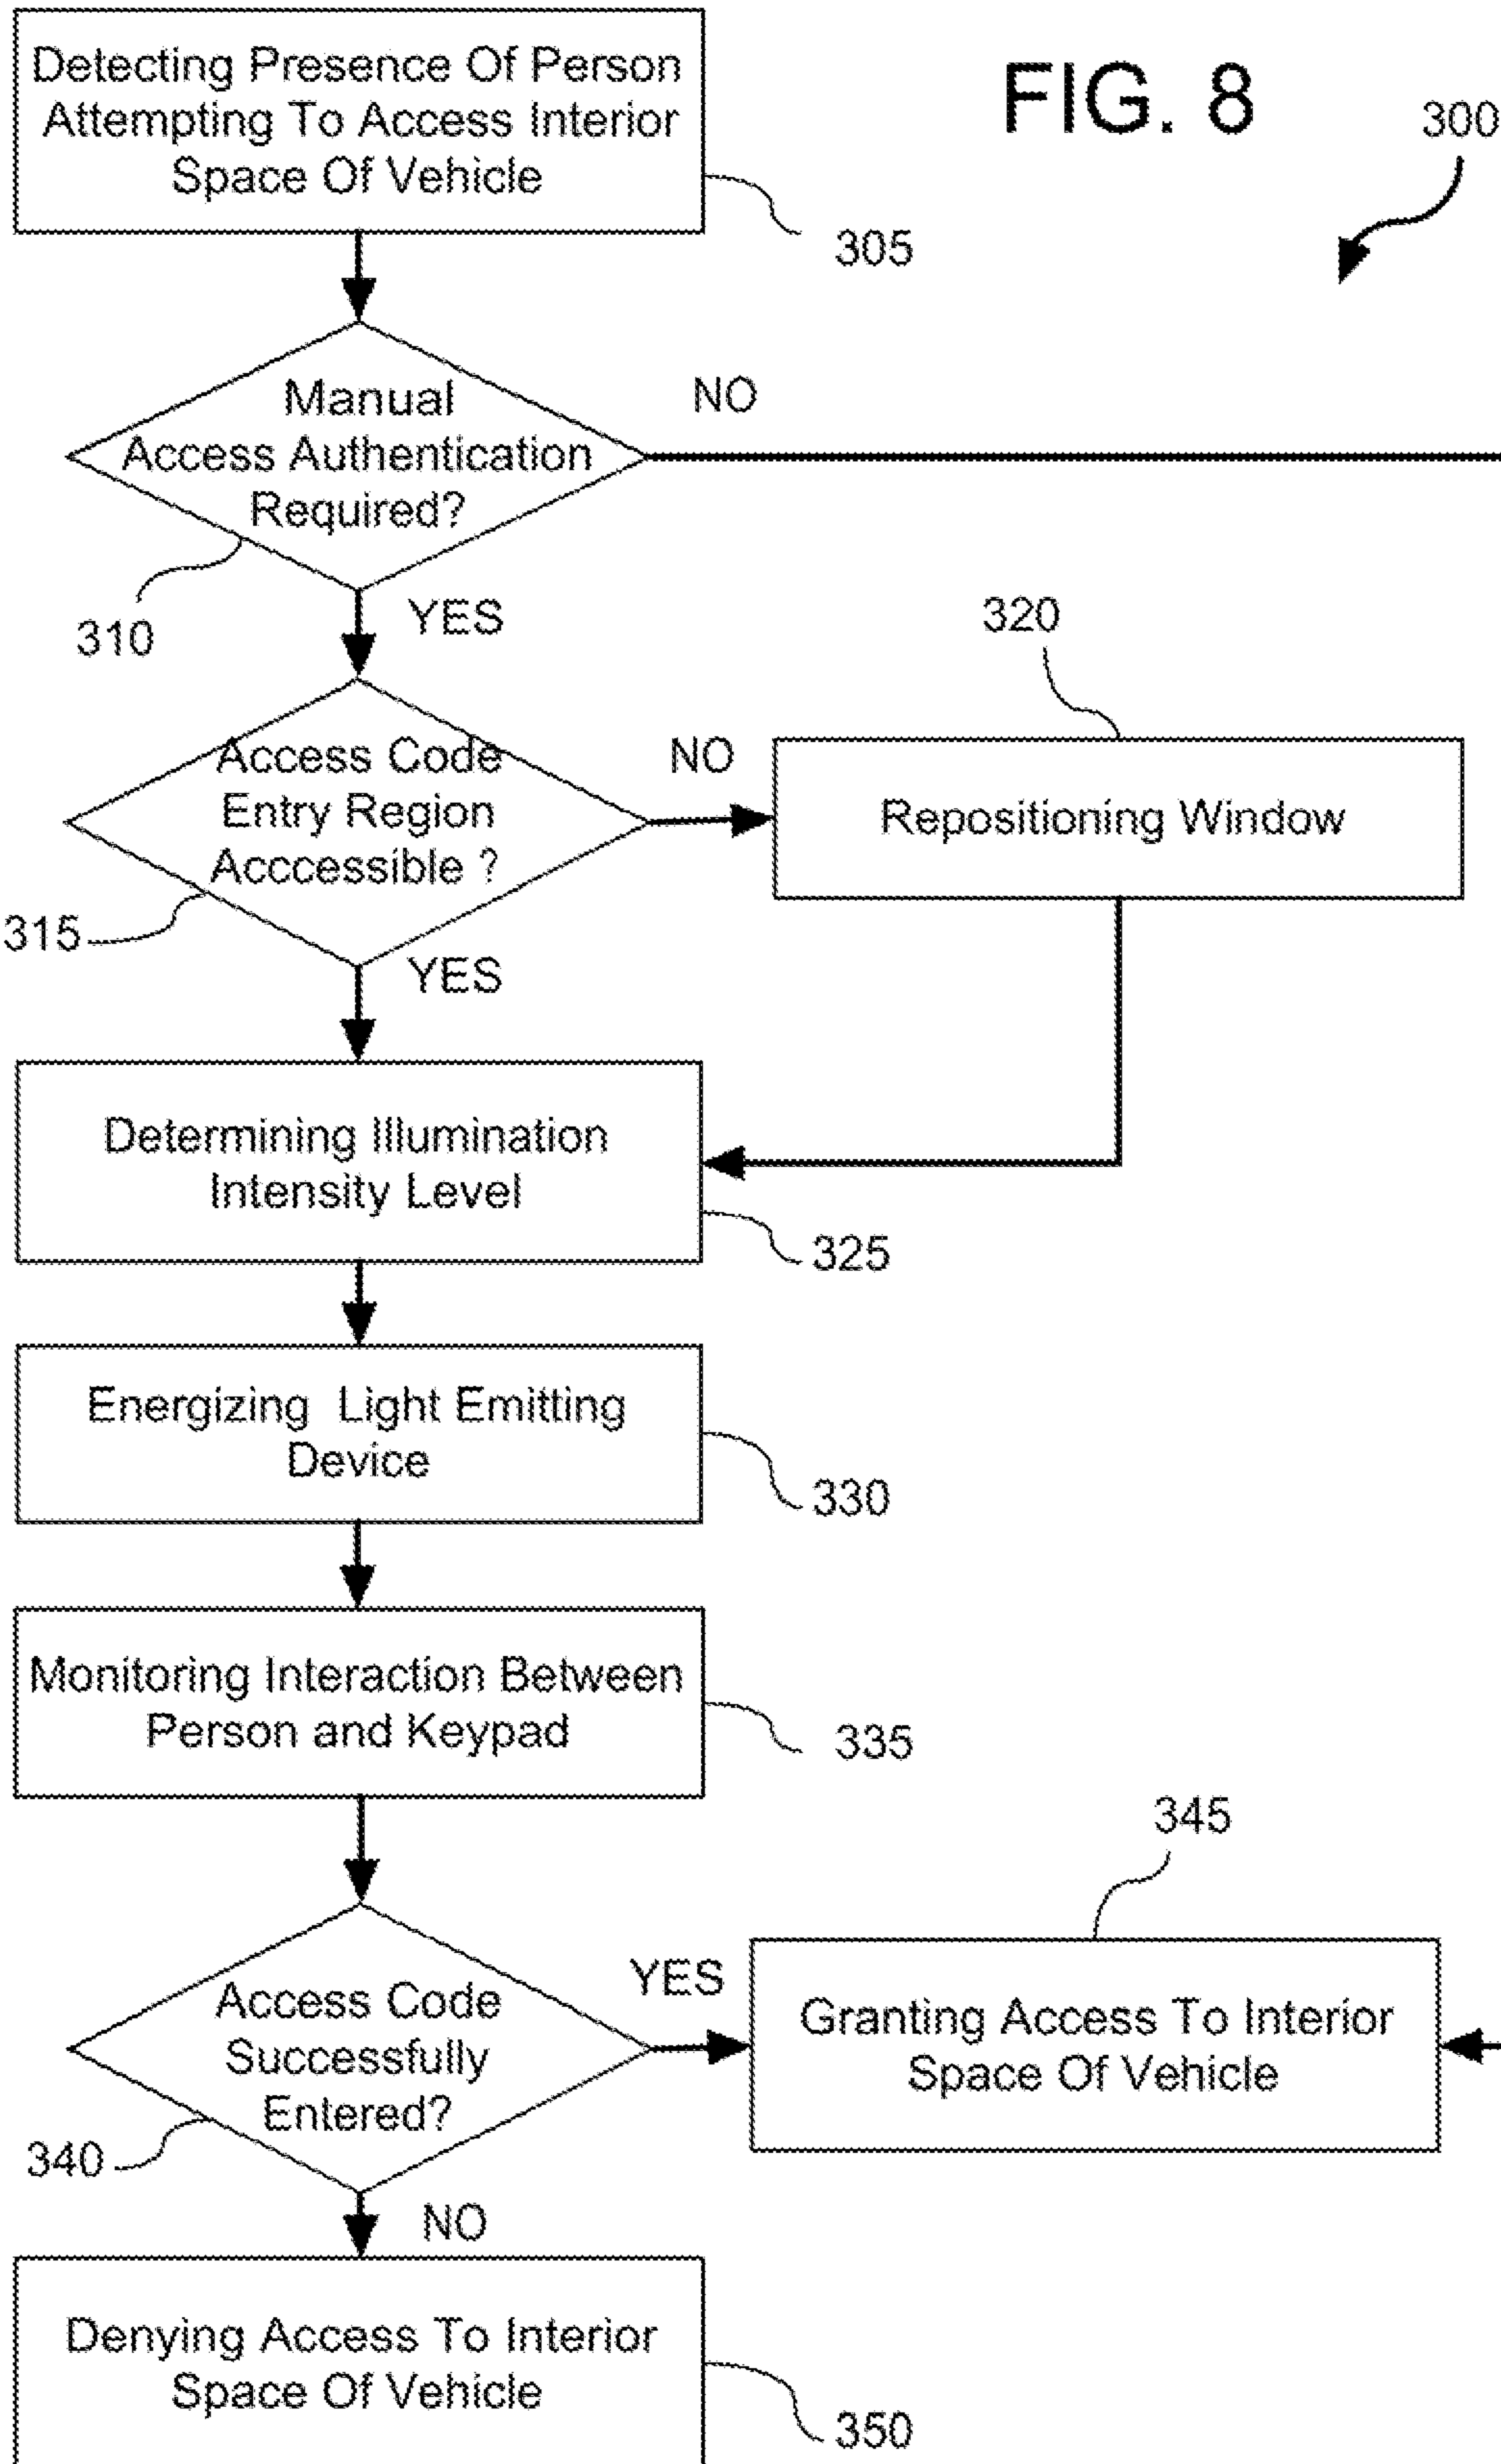 FIG. 8
300
Detecting Presence Of Person
Attempting To Access Interior
Space Of Vehicle
305
Manual
Access Authentication
Required?
NO
310
YES
320
Access Code
Entry Region
Acccessible ?
NO
Repositioning Window
315
YES
Determining Illumination
Intensity Level
325
Energizing Light Emitting
Device
330
Monitoring Interaction Between
Person and Keypad
335
345
Access Code
Successfully
Entered?
YES
Granting Access To Interior
Space Of Vehicle
340
NO
Denying Access To Interior
Space Of Vehicle
350